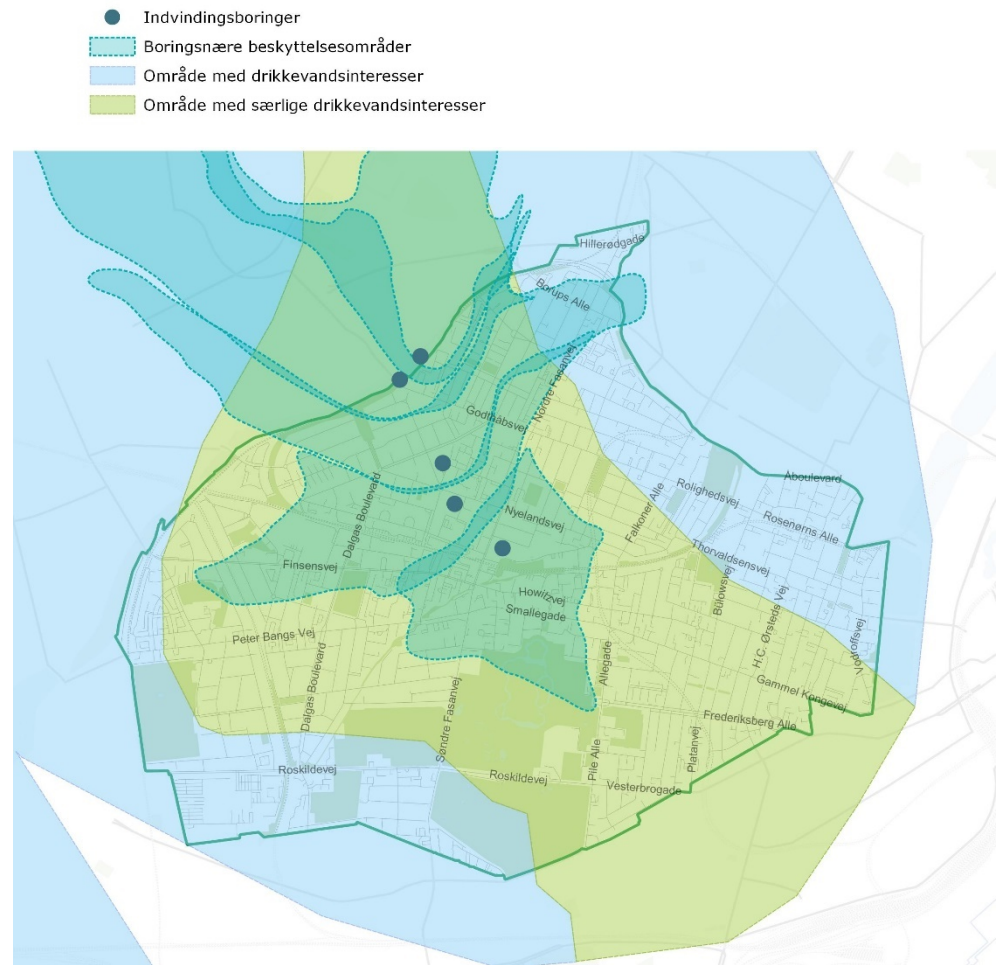 Indvindingsboringer
Boringsnære beskyttelsesområder
Område med drikkevandsinteresser
Område med særlige drikkevandsinteresser
Hillerødgade
Borups Alle
Nordre Fasanvej
Godthåbsvej
Dalgas Boulevard
Nyelandsvej
Falkoner Alle
Rolighedsvej
Åboulevard
Rosenørns Alle
Thorvaldsensvej
Finsensvej
Bülowsvej
Howitzvej
Smallegade
H.C. Ørsteds Vej
Vodroffsvej
Peter Bangs Vej
Dalgas Boulevard
Allegade
Gammel Kongevej
Søndre Fasanvej
Frederiksberg Alle
Platanvej
Pile Alle
Roskildevej
Roskildevej
Vesterbrogade